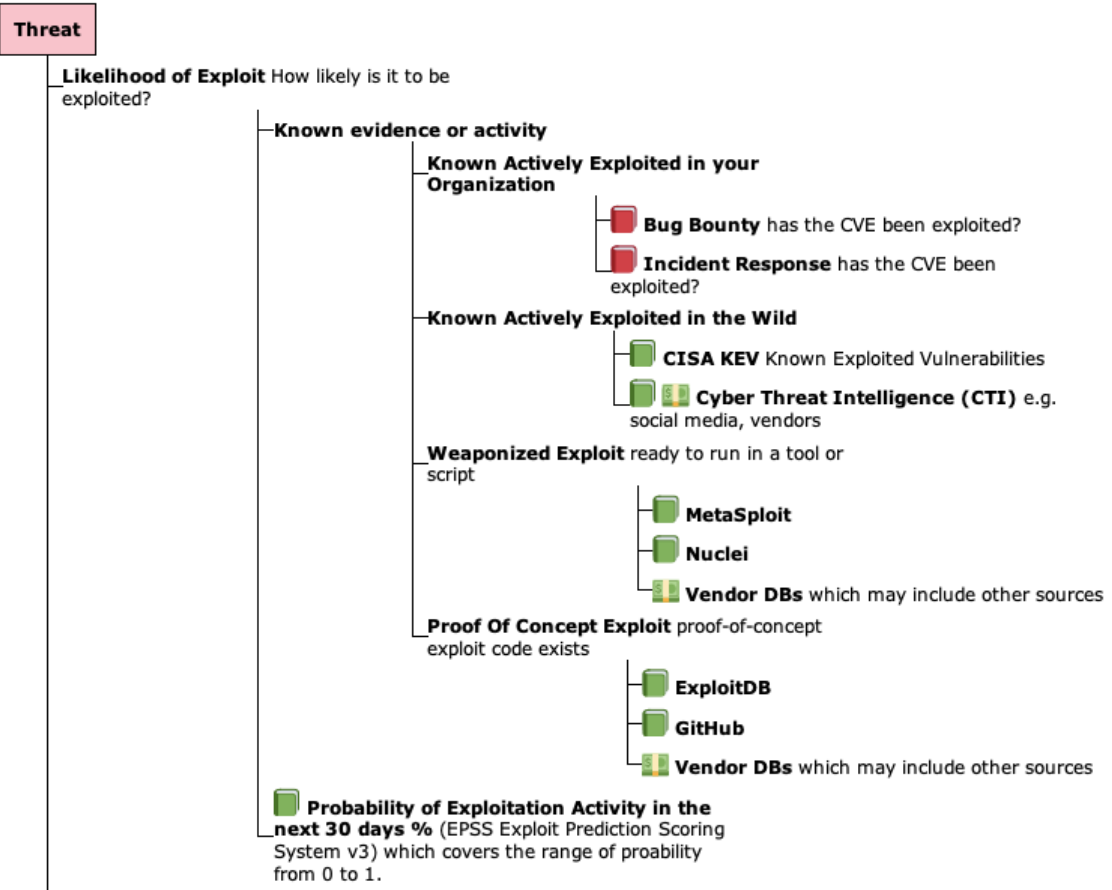 Threat
Likelihood of Exploit How likely is it to be
exploited?
Known evidence or activity
Known Actively Exploited in your
Organization
Bug Bounty has the CVE been exploited?
Incident Response has the CVE been
exploited?
Known Actively Exploited in the Wild
CISA KEV Known Exploited Vulnerabilities
Cyber Threat Intelligence (CTI) e.g.
social media, vendors
Weaponized Exploit ready to run in a tool or
script
MetaSploit
Nuclei
Vendor DBs which may include other sources
Proof Of Concept Exploit proof-of-concept
exploit code exists
ExploitDB
GitHub
Vendor DBs which may include other sources
Probability of Exploitation Activity in the
next 30 days % (EPSS Exploit Prediction Scoring
System v3) which covers the range of proability
from 0 to 1.